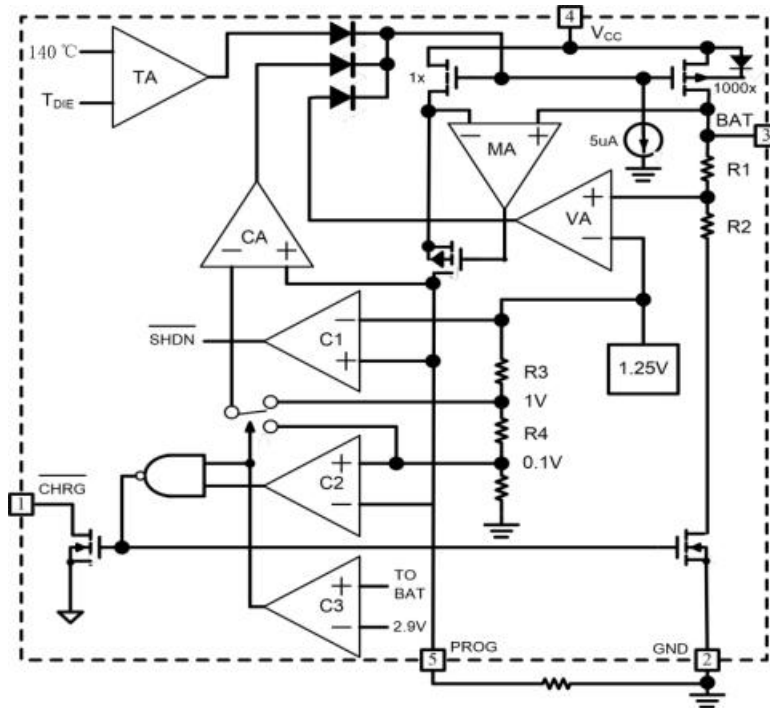 4
VCC
140℃
TA
TDIE
1x
1000x
BAT
3
5uA
−
+
MA
R1
+
VA
−
R2
CA
−
+
−
SHDN
C1
+
1.25V
R3
1V
R4
0.1V
CHRG
1
+
C2
−
TO
BAT
+
C3
−
2.9V
5
PROG
GND
2